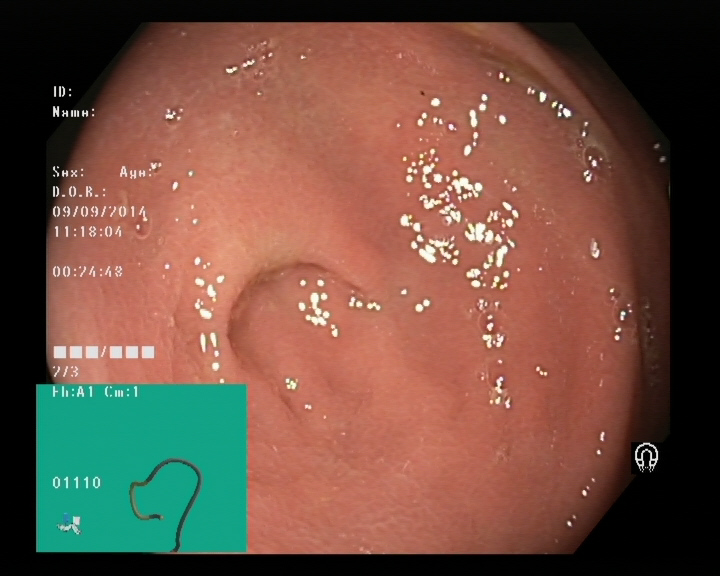 ID:
Name:
Sex: Age:
D.O.B.:
09/09/2014
11:18:04
00:24:48
■■■/■■■
2/3
Eh:A1 Cm:1
01110